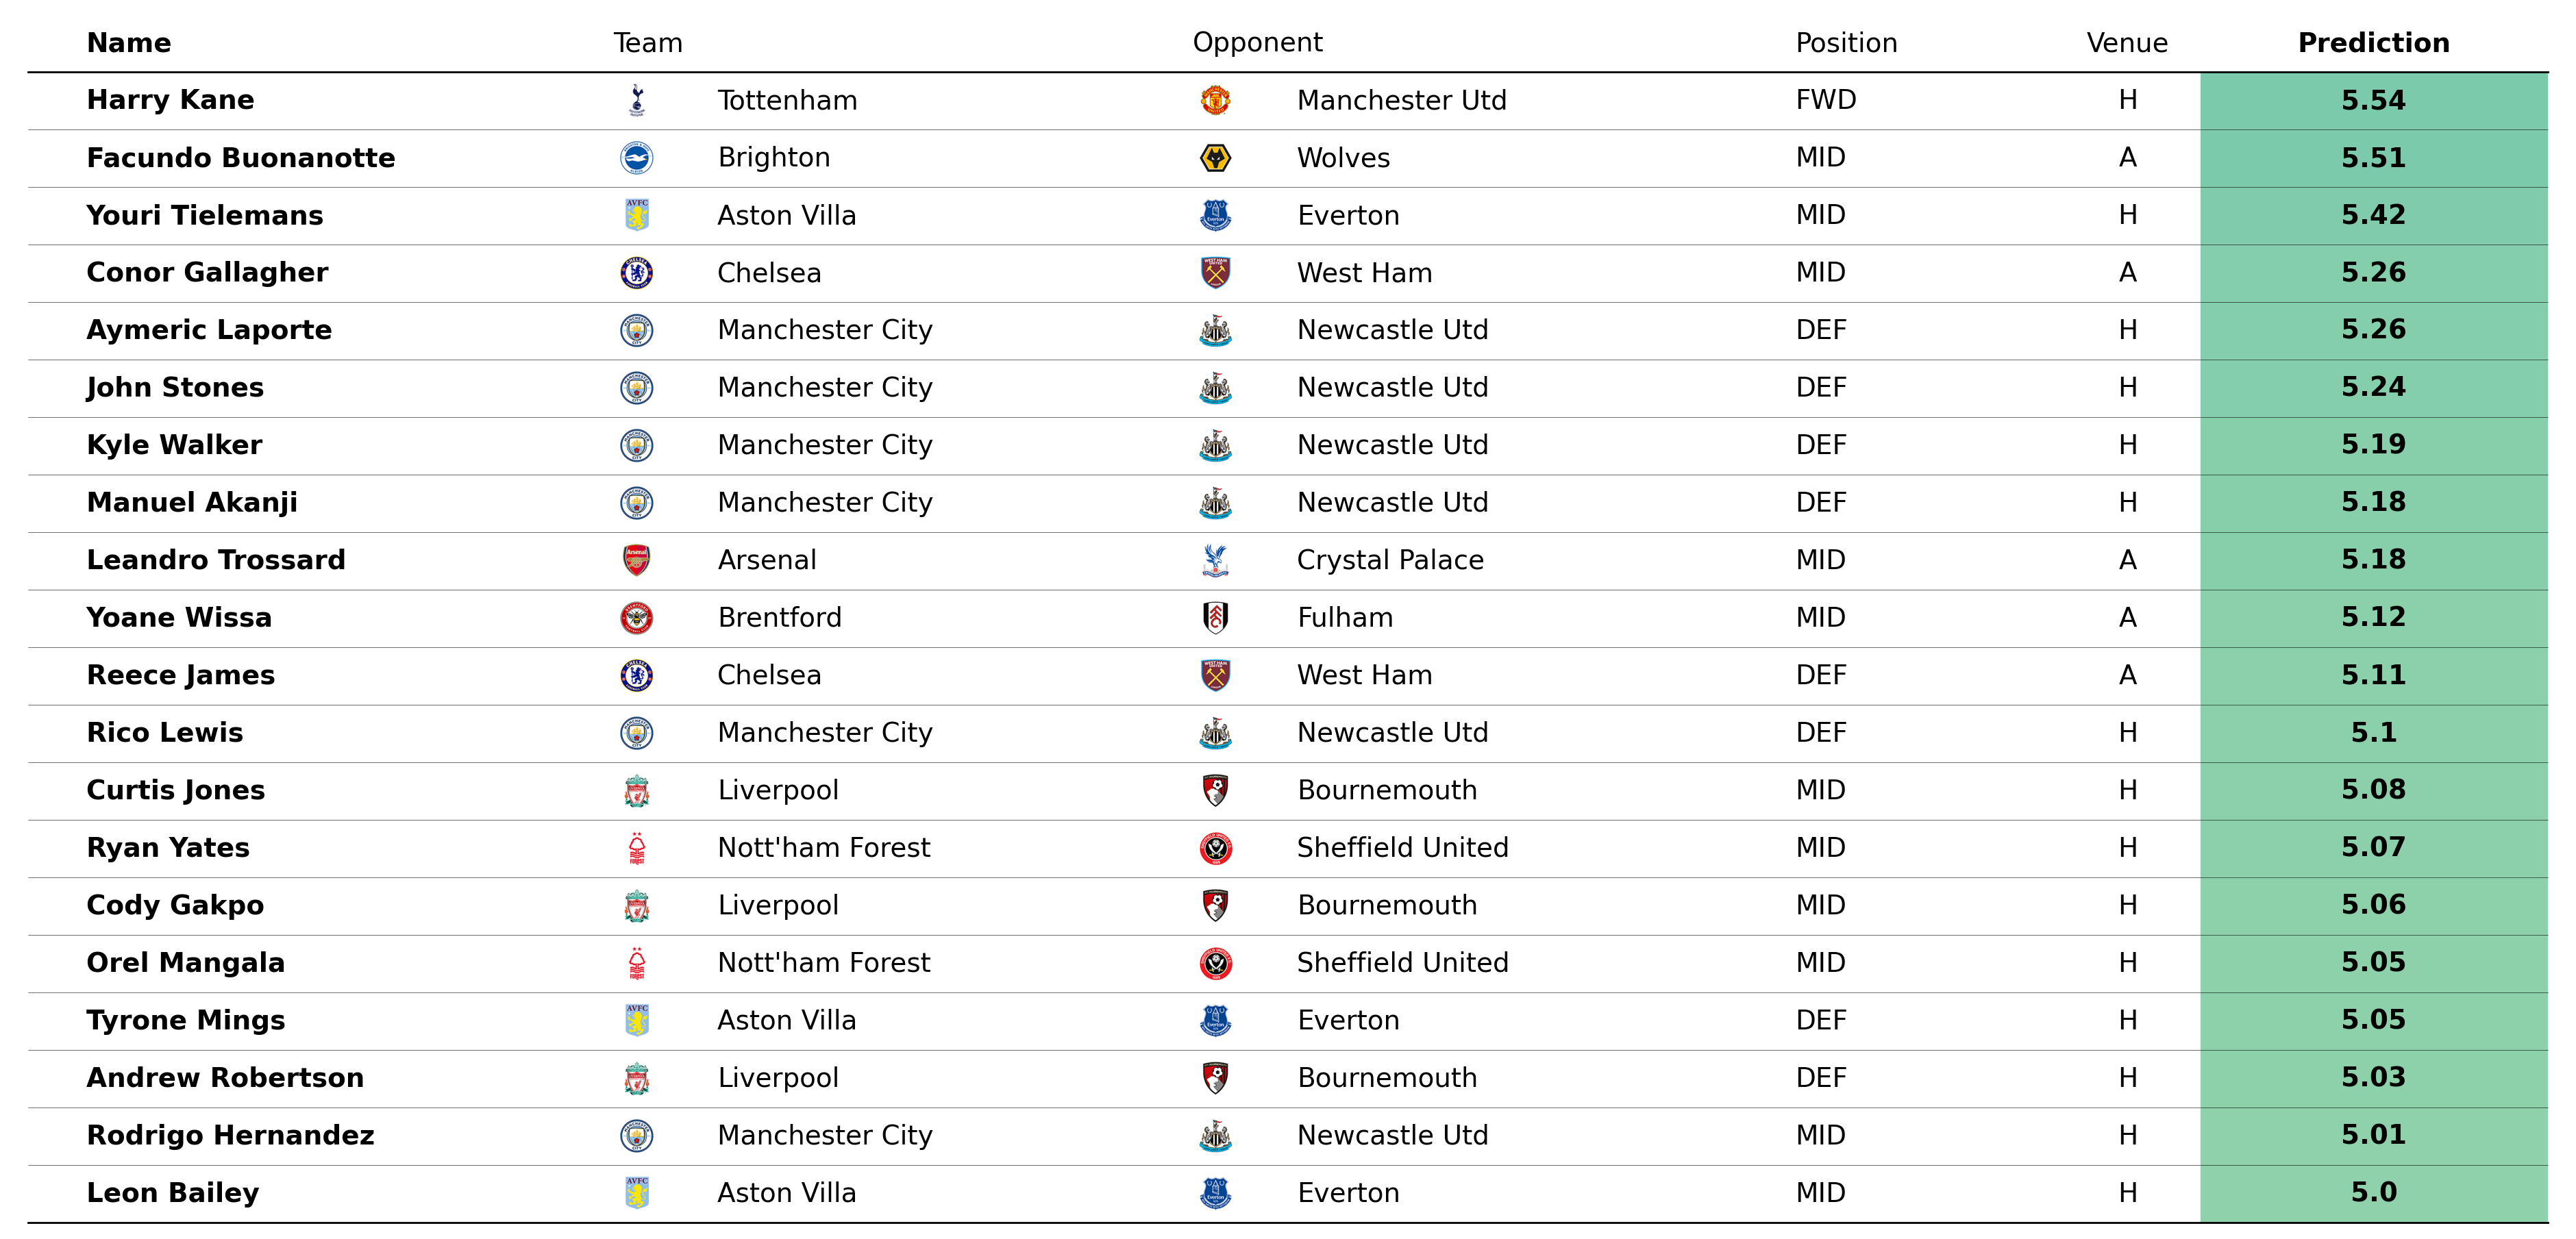 Name Team Opponent Position Venue Prediction
Harry Kane Tottenham Manchester Utd FWD H 5.54
Facundo Buonanotte Brighton Wolves MID A 5.51
Youri Tielemans Aston Villa Everton MID H 5.42
Conor Gallagher Chelsea West Ham MID A 5.26
Aymeric Laporte Manchester City Newcastle Utd DEF H 5.26
John Stones Manchester City Newcastle Utd DEF H 5.24
Kyle Walker Manchester City Newcastle Utd DEF H 5.19
Manuel Akanji Manchester City Newcastle Utd DEF H 5.18
Leandro Trossard Arsenal Crystal Palace MID A 5.18
Yoane Wissa Brentford Fulham MID A 5.12
Reece James Chelsea West Ham DEF A 5.11
Rico Lewis Manchester City Newcastle Utd DEF H 5.1
Curtis Jones Liverpool Bournemouth MID H 5.08
Ryan Yates Nott'ham Forest Sheffield United MID H 5.07
Cody Gakpo Liverpool Bournemouth MID H 5.06
Orel Mangala Nott'ham Forest Sheffield United MID H 5.05
Tyrone Mings Aston Villa Everton DEF H 5.05
Andrew Robertson Liverpool Bournemouth DEF H 5.03
Rodrigo Hernandez Manchester City Newcastle Utd MID H 5.01
Leon Bailey Aston Villa Everton MID H 5.0